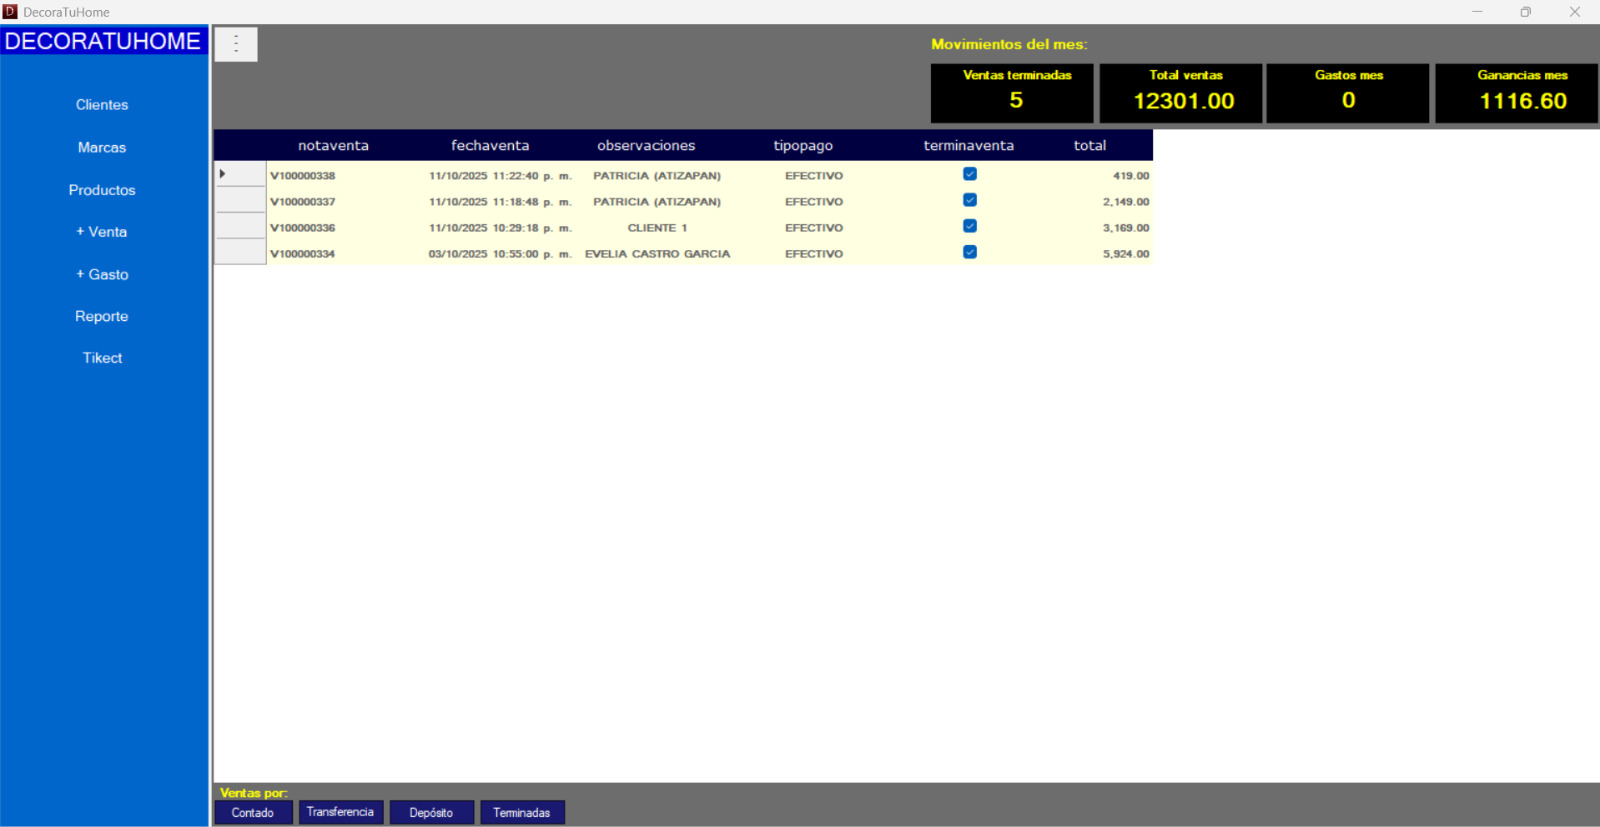 DecoraTuHome
DECORATUHOME
Clientes
Marcas
Productos
+ Venta
+ Gasto
Reporte
Tikect
Movimientos del mes:
Ventas terminadas
5
Total ventas
12301.00
Gastos mes
0
Ganancias mes
1116.60
notaventa fechaventa observaciones tipopago terminaventa total
V100000338 11/10/2025 11:22:40 p. m. PATRICIA (ATIZAPAN) EFECTIVO 419.00
V100000337 11/10/2025 11:18:48 p. m. PATRICIA (ATIZAPAN) EFECTIVO 2,149.00
V100000336 11/10/2025 10:29:18 p. m. CLIENTE 1 EFECTIVO 3,169.00
V100000334 03/10/2025 10:55:00 p. m. EVELIA CASTRO GARCIA EFECTIVO 5,924.00
Ventas por:
Contado Transferencia Depósito Terminadas